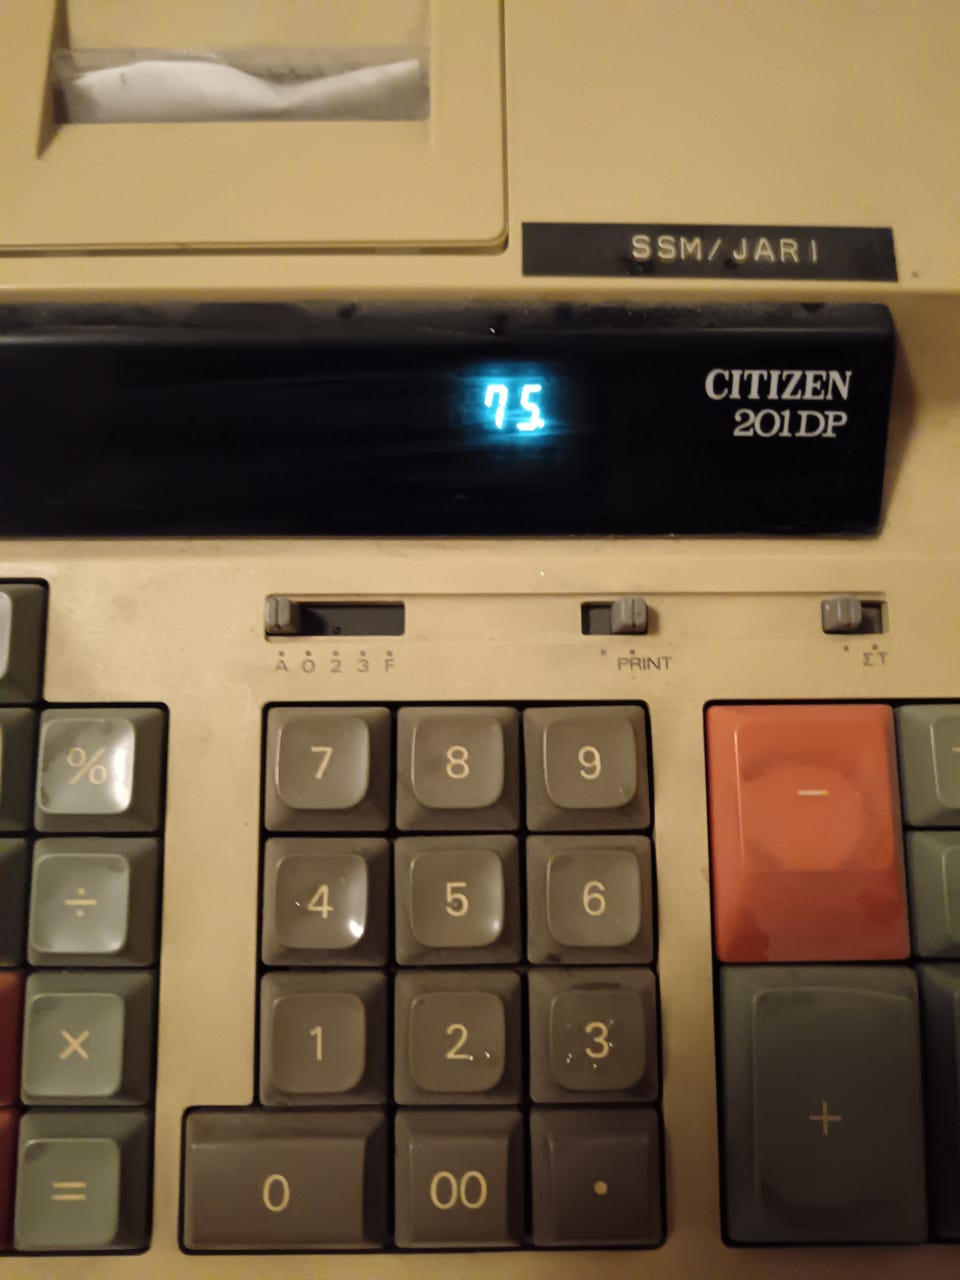 SSM/JARI
75.
CITIZEN
201DP
A 0 2 3 F
PRINT
ΣT
% 7 8 9 −
÷ 4 5 6
× 1 2 3 +
= 0 00 •